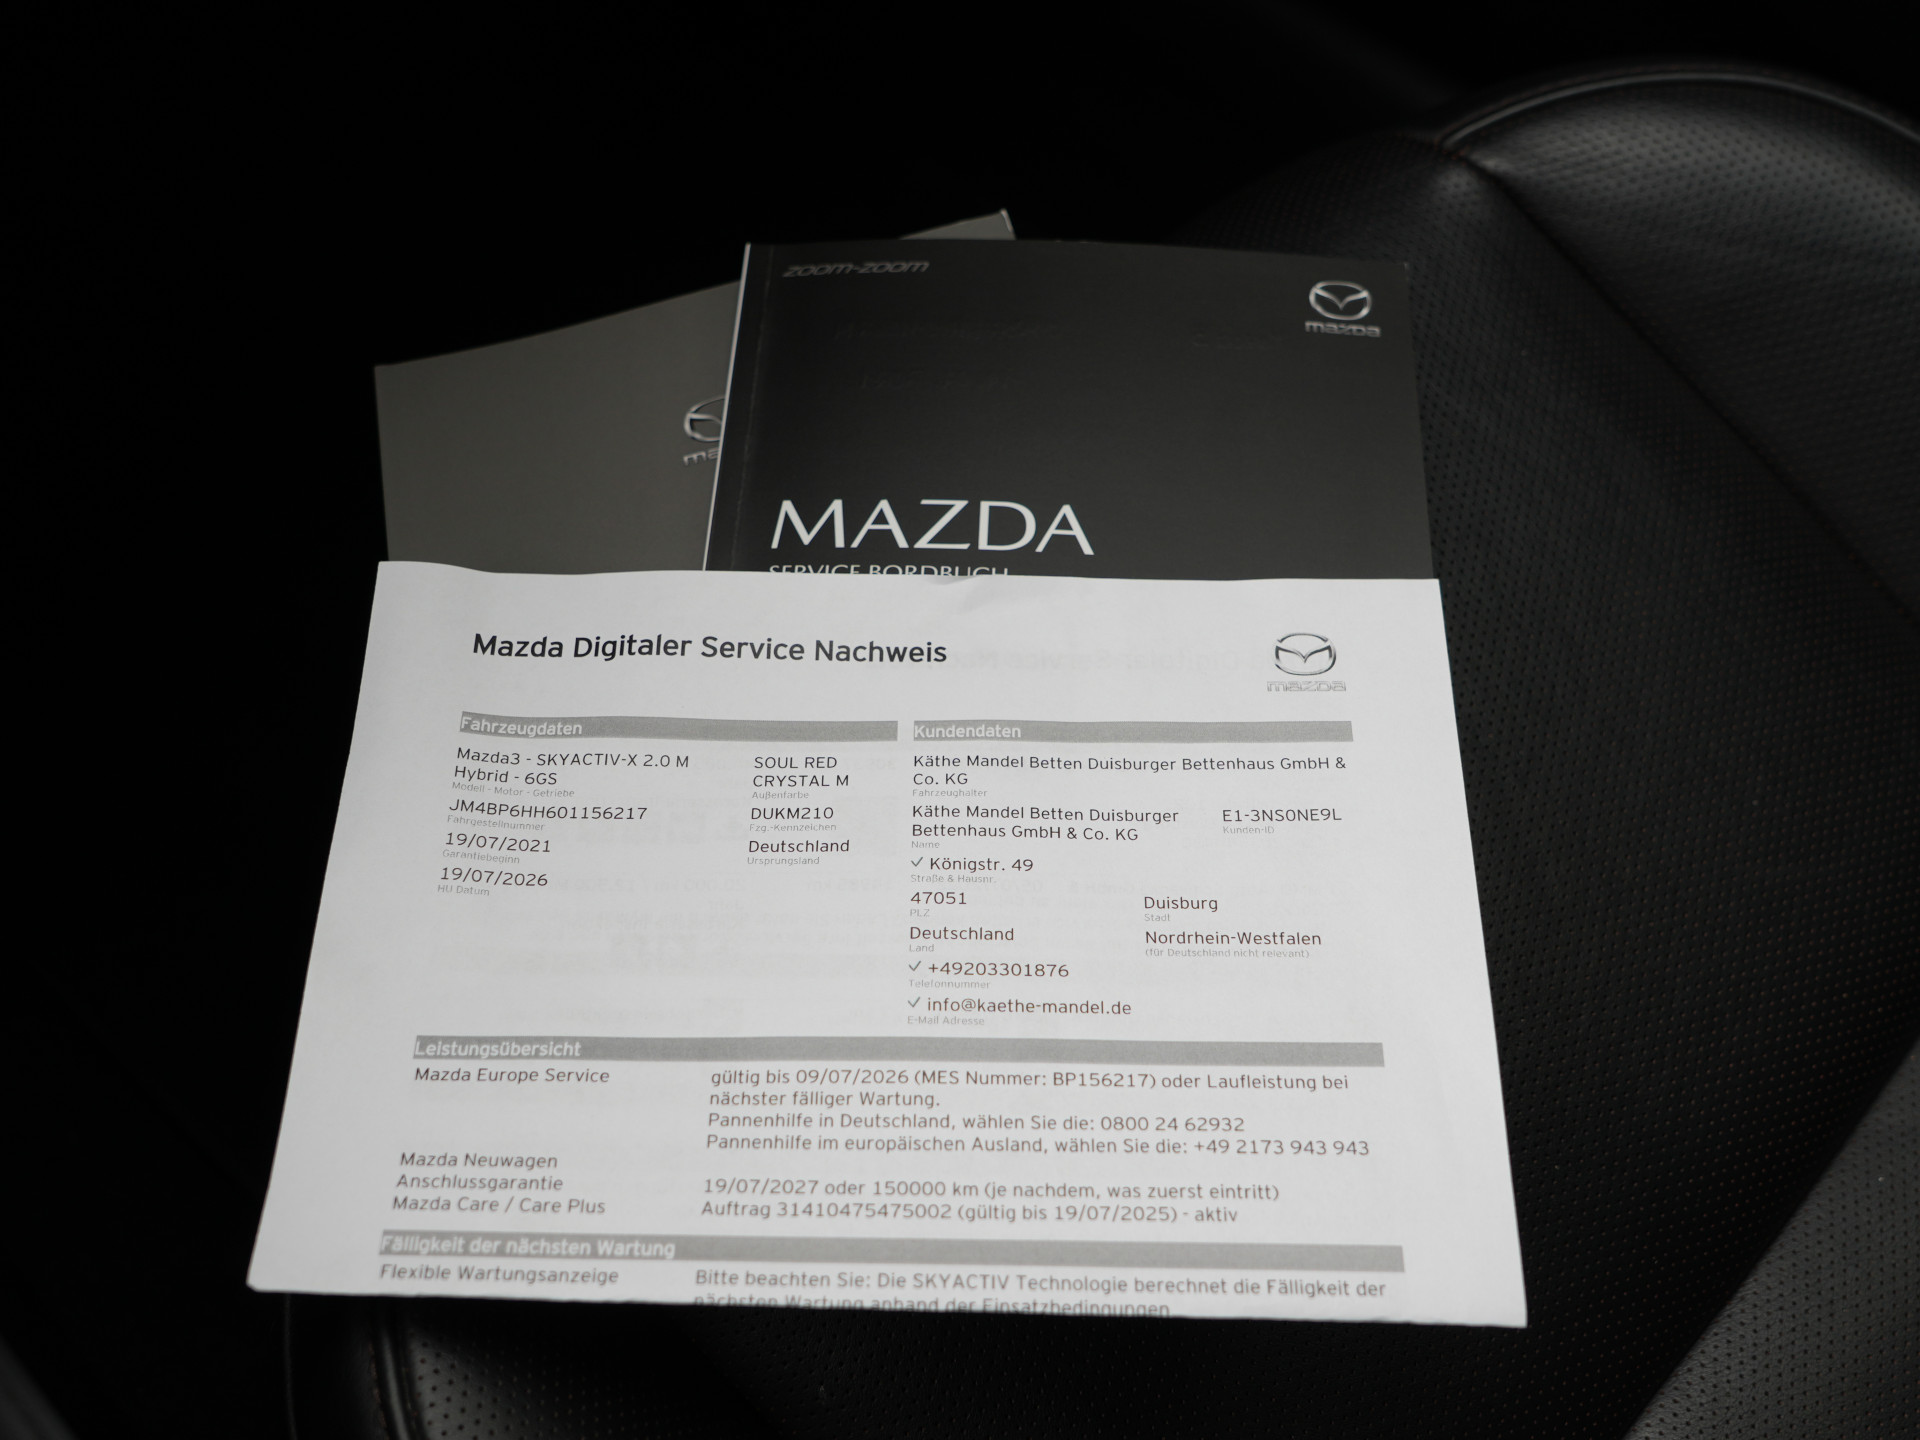 zoom-zoom
mazda
MAZDA
SERVICE BORDBUCH
Mazda Digitaler Service Nachweis
mazda
Fahrzeugdaten
Mazda3 - SKYACTIV-X 2.0 M
Hybrid - 6GS
Modell - Motor - Getriebe
JM4BP6HH601156217
Fahrgestellnummer
19/07/2021
Garantiebeginn
19/07/2026
HU Datum
SOUL RED
CRYSTAL M
Außenfarbe
DUKM210
Fzg.-Kennzeichen
Deutschland
Ursprungsland
Kundendaten
Käthe Mandel Betten Duisburger Bettenhaus GmbH &
Co. KG
Fahrzeughalter
Käthe Mandel Betten Duisburger
Bettenhaus GmbH & Co. KG
Name
E1-3NS0NE9L
Kunden-ID
✓ Königstr. 49
Straße & Hausnr.
47051
PLZ
Duisburg
Stadt
Deutschland
Land
Nordrhein-Westfalen
(für Deutschland nicht relevant)
✓ +49203301876
Telefonnummer
✓ info@kaethe-mandel.de
E-Mail Adresse
Leistungsübersicht
Mazda Europe Service
gültig bis 09/07/2026 (MES Nummer: BP156217) oder Laufleistung bei
nächster fälliger Wartung.
Pannenhilfe in Deutschland, wählen Sie die: 0800 24 62932
Pannenhilfe im europäischen Ausland, wählen Sie die: +49 2173 943 943
Mazda Neuwagen
Anschlussgarantie
19/07/2027 oder 150000 km (je nachdem, was zuerst eintritt)
Mazda Care / Care Plus
Auftrag 31410475475002 (gültig bis 19/07/2025) - aktiv
Fälligkeit der nächsten Wartung
Flexible Wartungsanzeige
Bitte beachten Sie: Die SKYACTIV Technologie berechnet die Fälligkeit der
nächsten Wartung anhand der Einsatzbedingungen